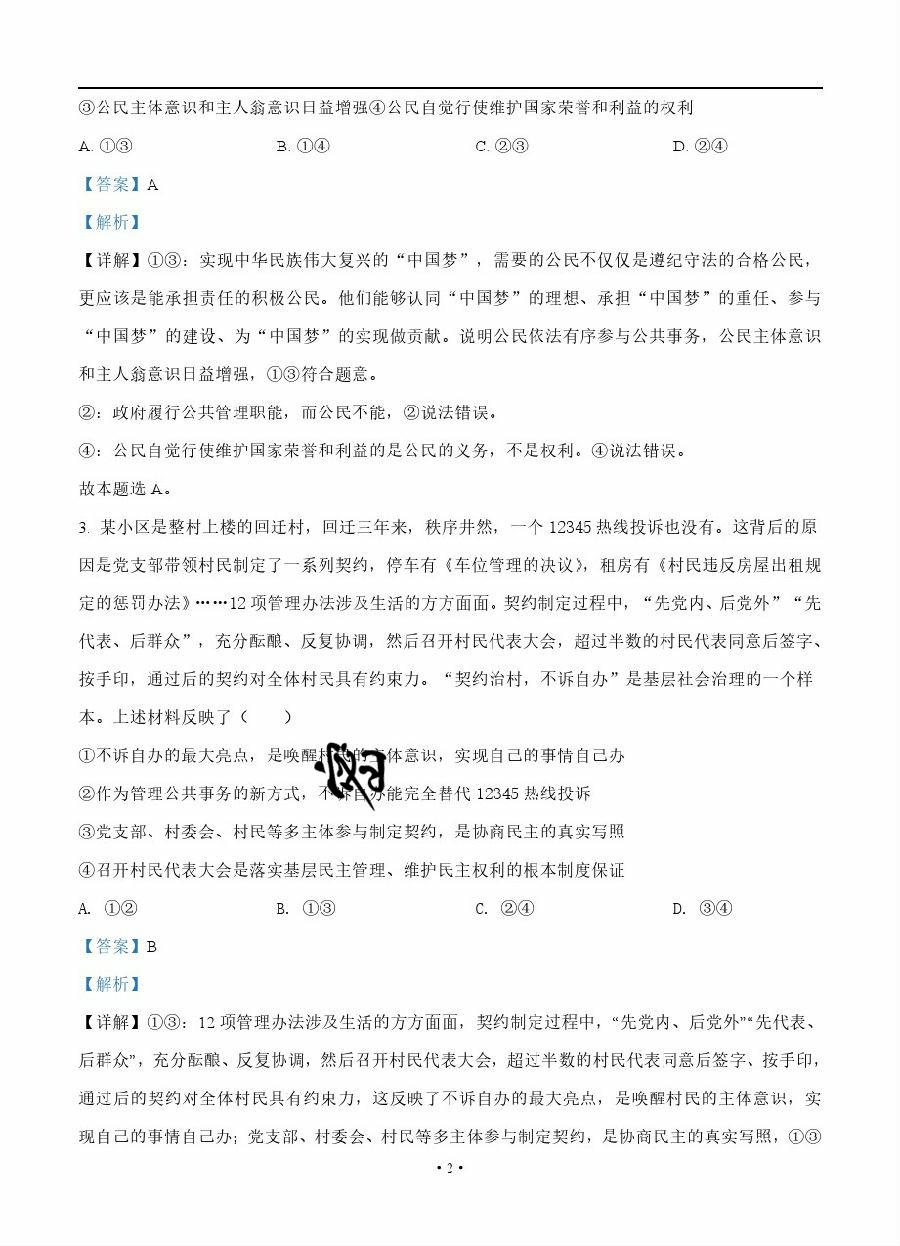 ③公民主体意识和主人翁意识日益增强④公民自觉行使维护国家荣誉和利益的权利
A. ①③ B. ①④ C. ②③ D. ②④
【答案】A
【解析】
【详解】①③：实现中华民族伟大复兴的“中国梦”，需要的公民不仅仅是遵纪守法的合格公民，
更应该是能承担责任的积极公民。他们能够认同“中国梦”的理想、承担“中国梦”的重任、参与
“中国梦”的建设、为“中国梦”的实现做贡献。说明公民依法有序参与公共事务，公民主体意识
和主人翁意识日益增强，①③符合题意。
②：政府履行公共管理职能，而公民不能，②说法错误。
④：公民自觉行使维护国家荣誉和利益的是公民的义务，不是权利。④说法错误。
故本题选 A。
3. 某小区是整村上楼的回迁村，回迁三年来，秩序井然，一个 12345 热线投诉也没有。这背后的原
因是党支部带领村民制定了一系列契约，停车有《车位管理的决议》，租房有《村民违反房屋出租规
定的惩罚办法》……12 项管理办法涉及生活的方方面面。契约制定过程中，“先党内、后党外”“先
代表、后群众”，充分酝酿、反复协调，然后召开村民代表大会，超过半数的村民代表同意后签字、
按手印，通过后的契约对全体村民具有约束力。“契约治村，不诉自办”是基层社会治理的一个样
本。上述材料反映了（　　）
①不诉自办的最大亮点，是唤醒村民的主体意识，实现自己的事情自己办
②作为管理公共事务的新方式，不诉自办能完全替代 12345 热线投诉
③党支部、村委会、村民等多主体参与制定契约，是协商民主的真实写照
④召开村民代表大会是落实基层民主管理、维护民主权利的根本制度保证
A. ①② B. ①③ C. ②④ D. ③④
【答案】B
【解析】
【详解】①③：12 项管理办法涉及生活的方方面面，契约制定过程中，“先党内、后党外”“先代表、
后群众”，充分酝酿、反复协调，然后召开村民代表大会，超过半数的村民代表同意后签字、按手印，
通过后的契约对全体村民具有约束力，这反映了不诉自办的最大亮点，是唤醒村民的主体意识，实
现自己的事情自己办；党支部、村委会、村民等多主体参与制定契约，是协商民主的真实写照，①③
·2·